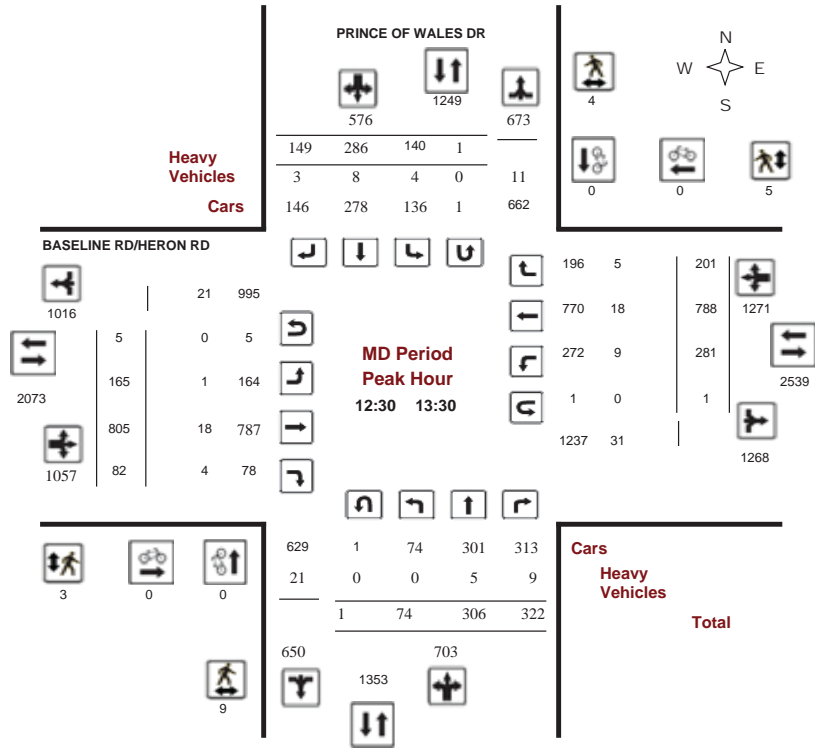 PRINCE OF WALES DR
N
W E
S
1249
4
576 673
149 286 140 1
Heavy
Vehicles
3 8 4 0 11
0 0 5
Cars
146 278 136 1 662
BASELINE RD/HERON RD
1016
21 995
196 5 201
1271
5 0 5
770 18 788
2073
MD Period
Peak Hour
12:30 13:30
165 1 164
272 9 281
2539
1 0 1
805 18 787
1237 31
1268
1057
82 4 78
629 1 74 301 313
Cars
21 0 0 5 9
Heavy
Vehicles
3 0 0
1 74 306 322
Total
650 703
1353
9